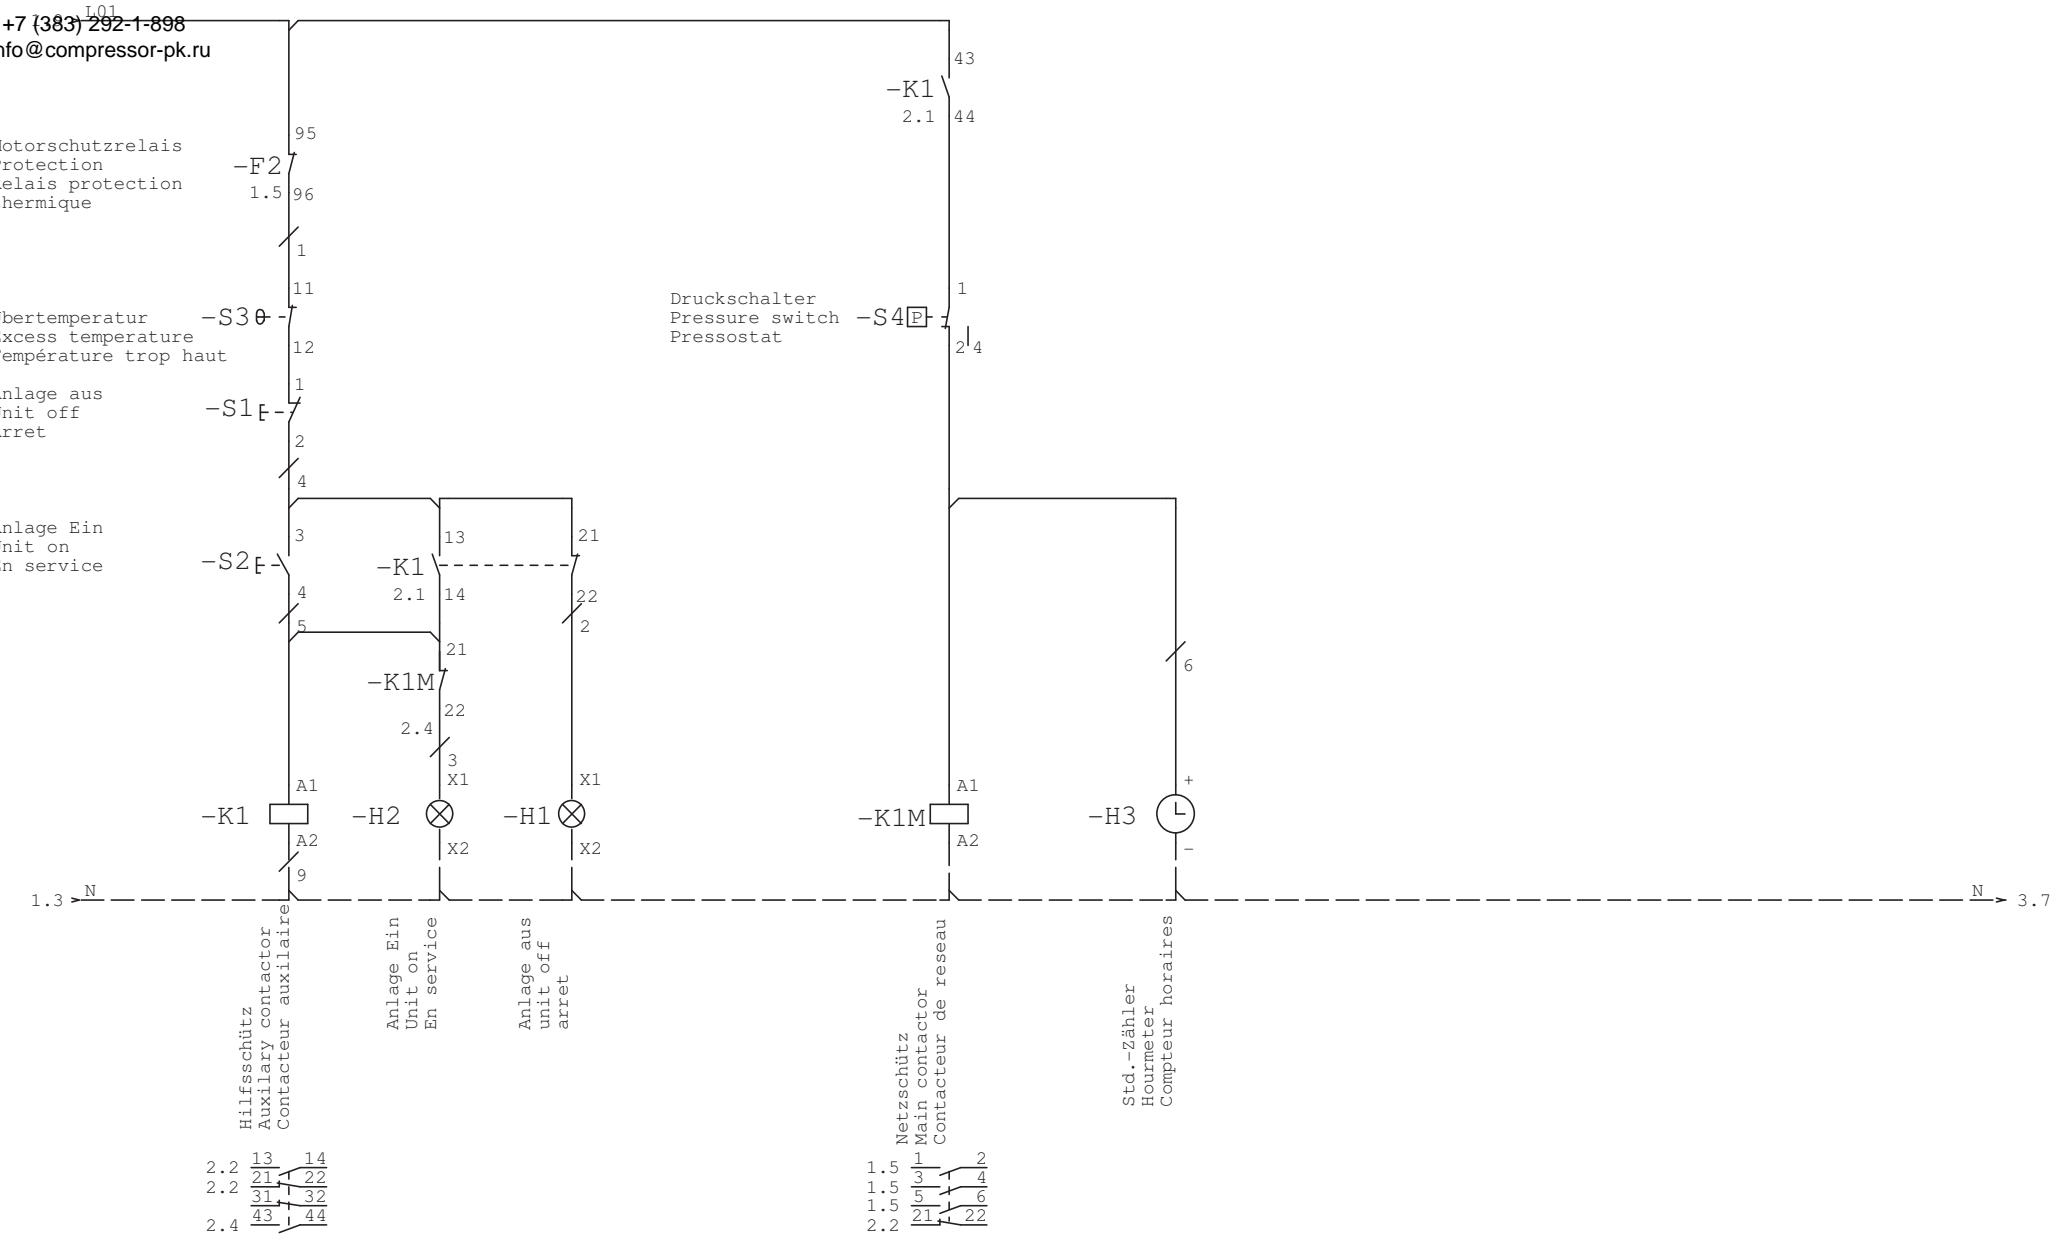 L01
+7 (383) 292-1-898
nfo@compressor-pk.ru
43
-K1
2.1 44
95
otorschutzrelais
rotection
elais protection
hermique
-F2
1.5 96
1
11
bertemperatur
xcess temperature
empérature trop haut
-S3
12
Druckschalter
Pressure switch
Pressostat
1
-S4 P
2 4
nlage aus
nit off
rret
1
-S1
2
4
nlage Ein
nit on
n service
3
-S2
4
5
13
-K1
2.1 14
21
22
2
21
-K1M
22
2.4
3
6
A1
-K1
A2
9
X1
-H2
X2
X1
-H1
X2
A1
-K1M
A2
+
-H3
-
1.3 N
N 3.7
Hilfsschütz
Auxilary contactor
Contacteur auxilaire
Anlage Ein
Unit on
En service
Anlage aus
unit off
arret
Netzschütz
Main contactor
Contacteur de reseau
Std.-Zähler
Hourmeter
Compteur horaires
2.2 13 14
2.2 21 22
31 32
2.4 43 44
1.5 1 2
1.5 3 4
1.5 5 6
2.2 21 22